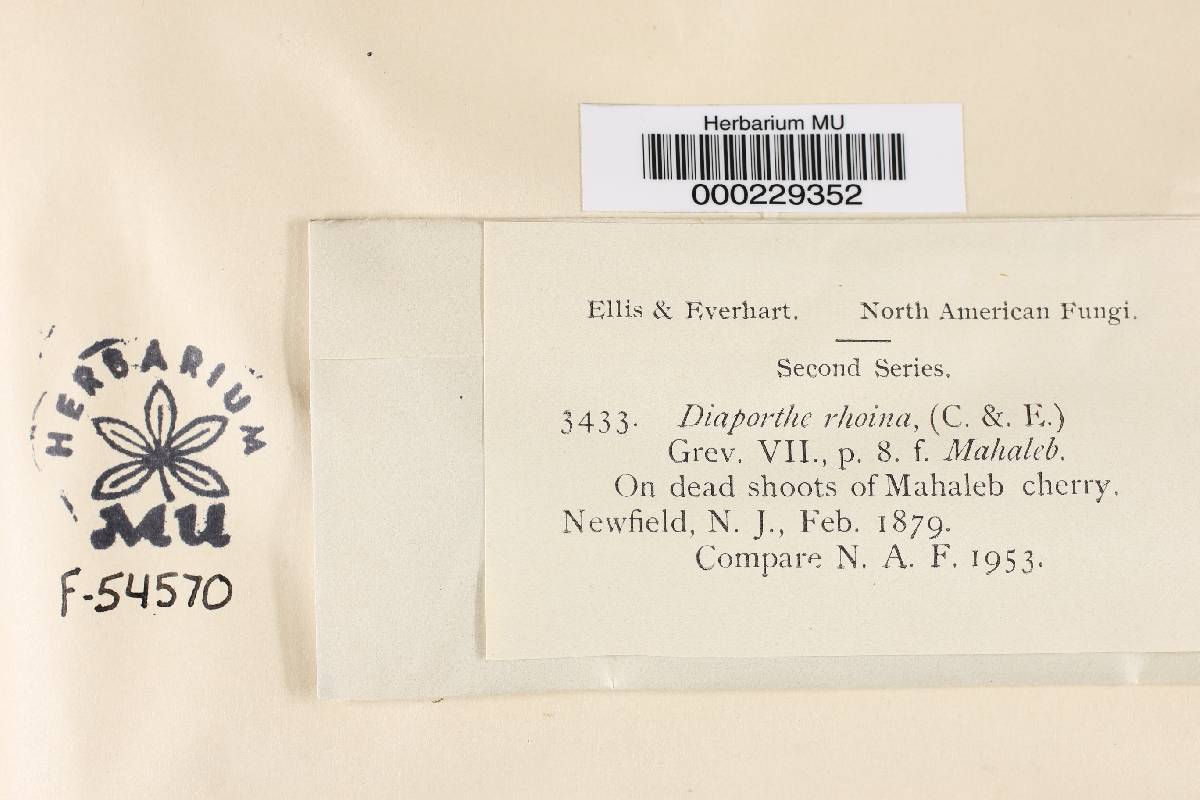 Herbarium MU
000229352
Ellis & Everhart. North American Fungi.
Second Series.
3433. Diaporthe rhoina, (C. & E.)
Grev. VII., p. 8. f. Mahaleb.
On dead shoots of Mahaleb cherry.
Newfield, N. J., Feb. 1879.
Compare N. A. F. 1953.
HERBARIUM
MU
F-54570